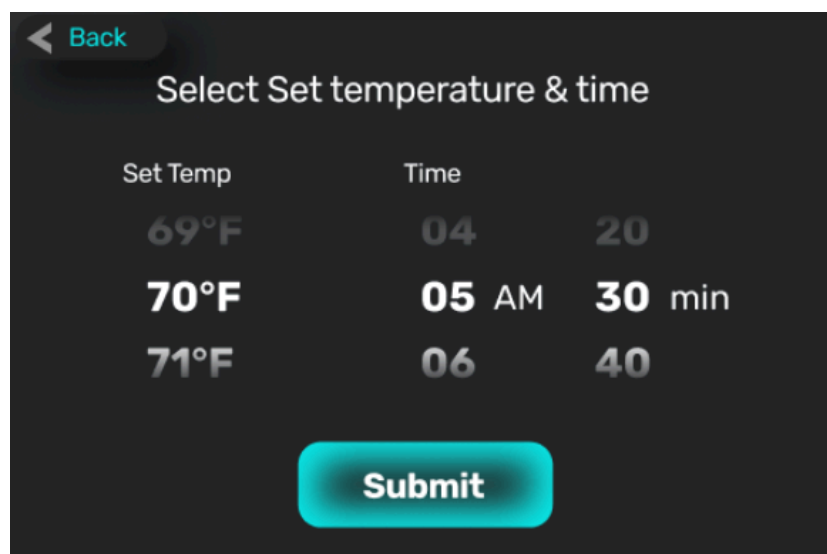 Back
Select Set temperature & time
Set Temp Time
69°F 04 20
70°F 05 AM 30 min
71°F 06 40
Submit